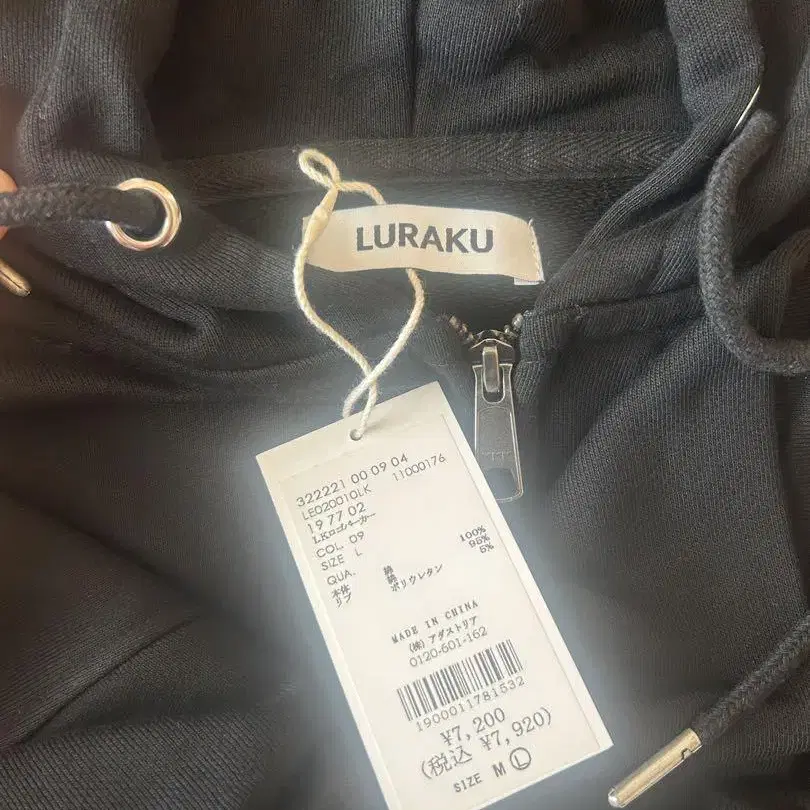 LURAKU
322221 00 09 04
LE02001OLK 11000176
19 77 02
LKロゴパーカー
COL. 09
SIZE L
QUA.
本体 綿 100%
リブ 綿 95%
ポリウレタン 5%
MADE IN CHINA
(株) アダストリア
0120-601-162
1900011781532
¥7,200
(税込 ¥7,920)
SIZE M L